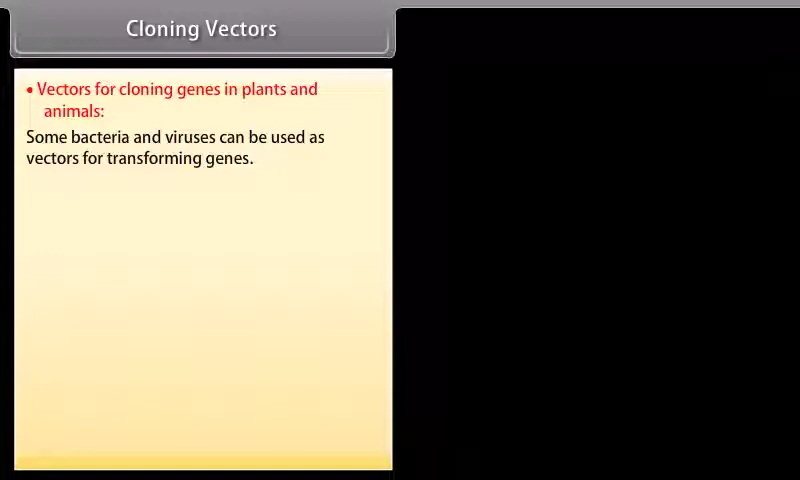 Cloning Vectors
• Vectors for cloning genes in plants and
animals:
Some bacteria and viruses can be used as
vectors for transforming genes.